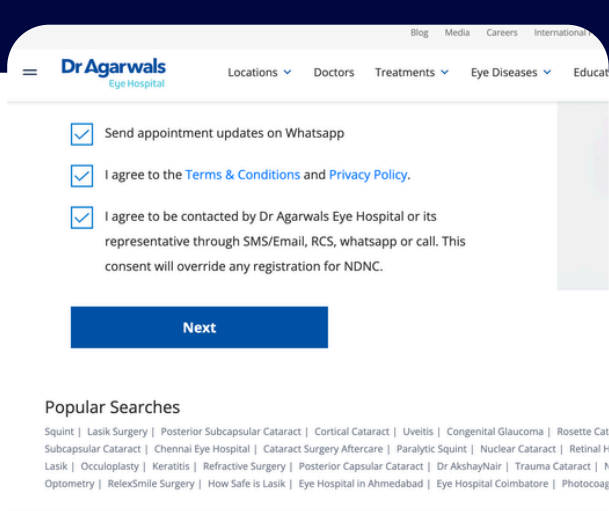 Blog Media Careers International
Dr Agarwals
Eye Hospital
Locations Doctors Treatments Eye Diseases
Send appointment updates on Whatsapp
I agree to the Terms & Conditions and Privacy Policy.
I agree to be contacted by Dr Agarwals Eye Hospital or its
representative through SMS/Email, RCS, whatsapp or call. This
consent will override any registration for NDNC.
Next
Popular Searches
Squint | Lasik Surgery | Posterior Subcapsular Cataract | Cortical Cataract | Uveitis | Congenital Glaucoma | Rosette
Subcapsular Cataract | Chennai Eye Hospital | Cataract Surgery Aftercare | Paralytic Squint | Nuclear Cataract | Retinal
Lasik | Occuloplasty | Keratitis | Refractive Surgery | Posterior Capsular Cataract | Dr AkshayNair | Trauma Cataract |
Optometry | RelexSmile Surgery | How Safe is Lasik | Eye Hospital in Ahmedabad | Eye Hospital Coimbatore |